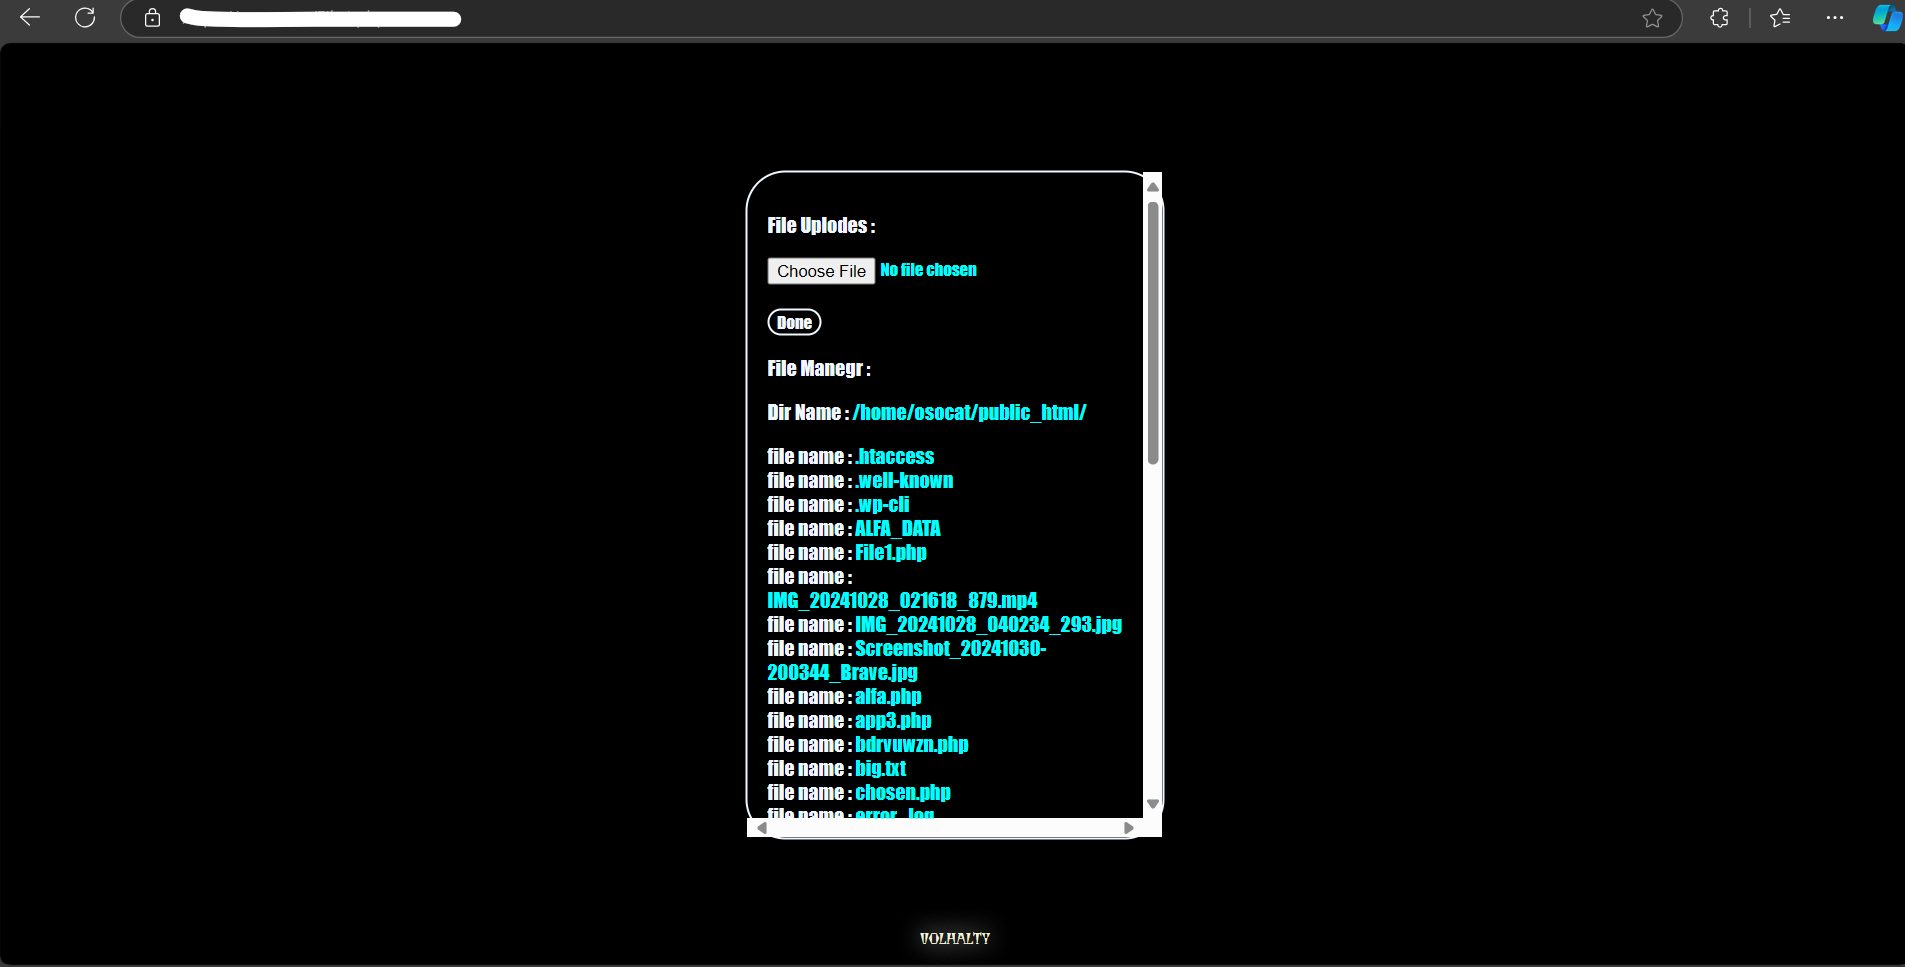 File Uplodes :
Choose File No file chosen
Done
File Manegr :
Dir Name : /home/osocat/public_html/
file name : .htaccess
file name : .well-known
file name : .wp-cli
file name : ALFA_DATA
file name : File1.php
file name :
IMG_20241028_021618_879.mp4
file name : IMG_20241028_040234_293.jpg
file name : Screenshot_20241030-
200344_Brave.jpg
file name : alfa.php
file name : app3.php
file name : bdrvuwzn.php
file name : big.txt
file name : chosen.php
file name : error_log
VOLHALTY